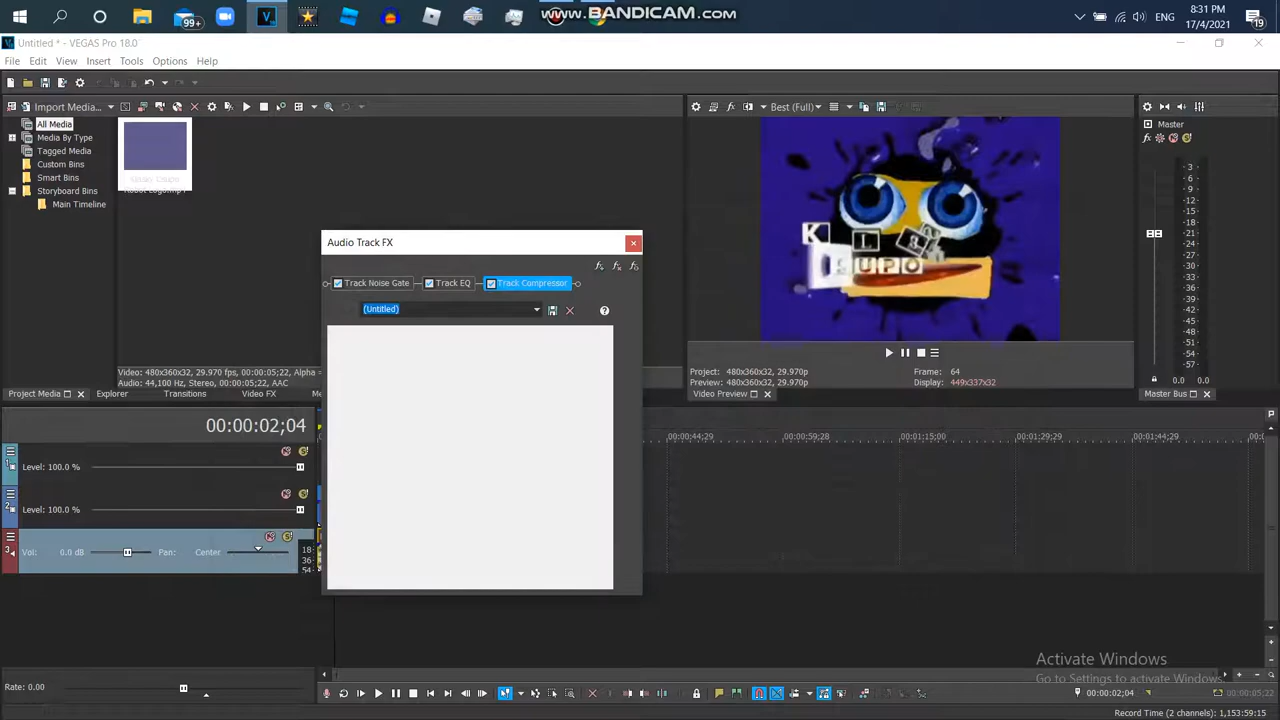 99+
www.BANDICAM.com
ENG
8:31 PM
17/4/2021
19
Untitled * - VEGAS Pro 18.0
File Edit View Insert Tools Options Help
Import Media...
All Media
Media By Type
Tagged Media
Custom Bins
Smart Bins
Storyboard Bins
Main Timeline
Video: 480x360x32, 29.970 fps, 00:00:05;22, Alpha =
Audio: 44,100 Hz, Stereo, 00:00:05;22, AAC
Project Media Explorer Transitions Video FX
Audio Track FX
Track Noise Gate Track EQ Track Compressor
(Untitled)
Best (Full)
K L
UPO
Project: 480x360x32, 29.970p
Preview: 480x360x32, 29.970p
Frame: 64
Display: 449x337x32
Video Preview
Master
-3
6
-9
-12
-15
-18
-21
-24
-27
-30
-33
-36
-39
-42
-45
-48
-51
-54
-57
0.0 0.0
Master Bus
00:00:02;04
00:00:44;29 00:00:59;28 00:01:15;00 00:01:29;29 00:01:44;29
1
Level: 100.0 %
2
Level: 100.0 %
3
Vol: 0.0 dB Pan: Center
18
36
54
Rate: 0.00
Activate Windows
Go to Settings to activate Windows.
00:00:02;04
00:00:05;22
Record Time (2 channels): 1,153:59:15